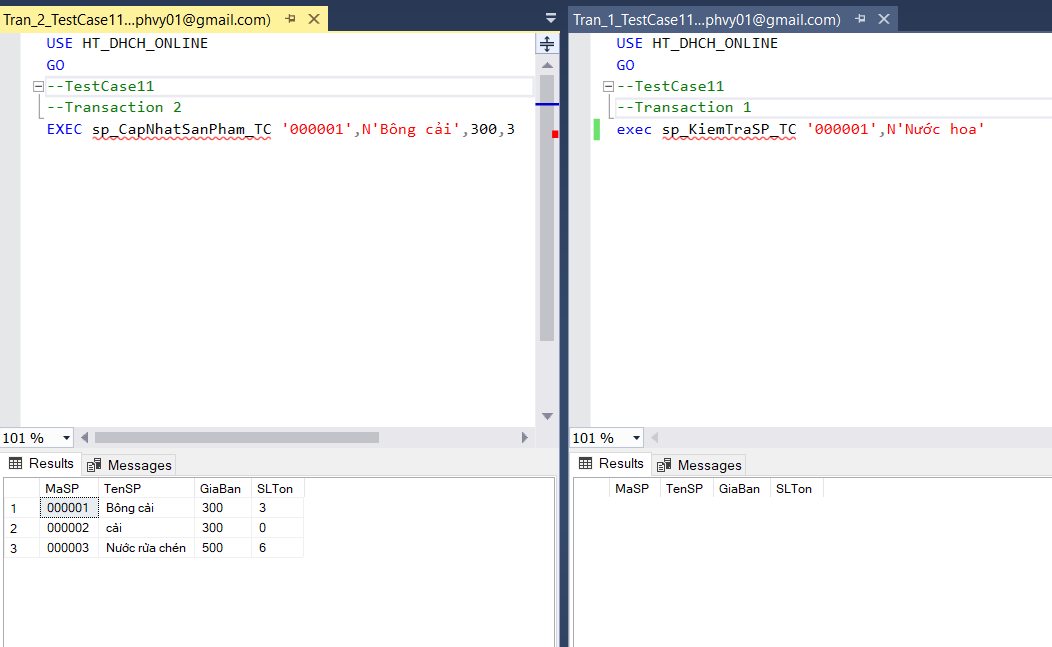 Tran_2_TestCase11...phvy01@gmail.com)
USE HT_DHCH_ONLINE
GO
--TestCase11
--Transaction 2
EXEC sp_CapNhatSanPham_TC '000001',N'Bông cải',300,3
101 %
Results Messages
MaSP TenSP GiaBan SLTon
1 000001 Bông cải 300 3
2 000002 cải 300 0
3 000003 Nước rửa chén 500 6
Tran_1_TestCase11...phvy01@gmail.com)
USE HT_DHCH_ONLINE
GO
--TestCase11
--Transaction 1
exec sp_KiemTraSP_TC '000001',N'Nước hoa'
101 %
Results Messages
MaSP TenSP GiaBan SLTon